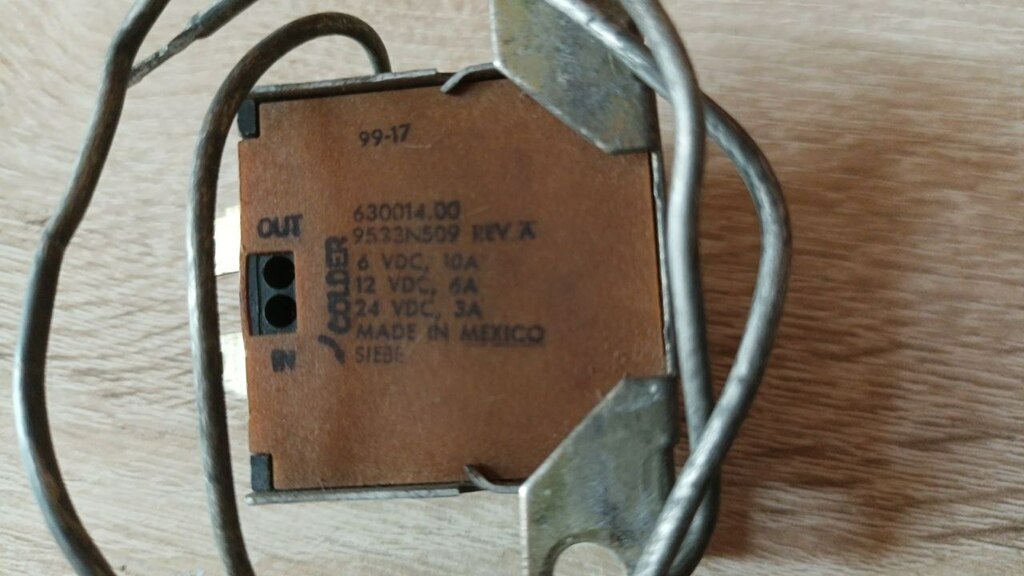 99-17
630014.00
9533N509 REV A
6 VDC, 10A
12 VDC, 6A
24 VDC, 3A
MADE IN MEXICO
SIEBE
OUT
IN
COLDER